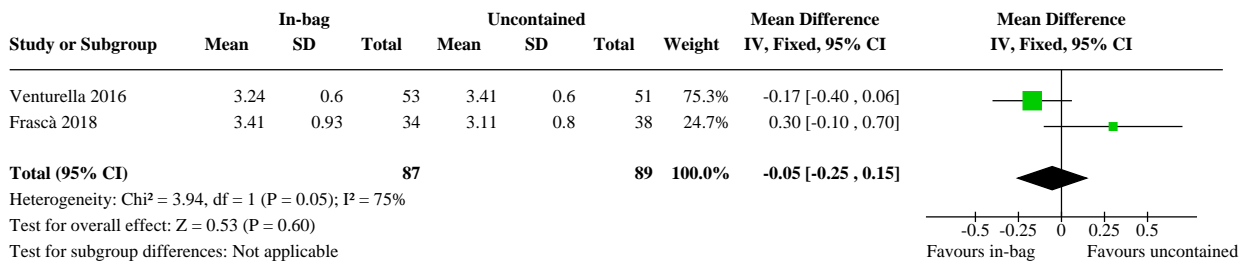 In-bag Uncontained Mean Difference Mean Difference
Study or Subgroup Mean SD Total Mean SD Total Weight IV, Fixed, 95% CI IV, Fixed, 95% CI
Venturella 2016 3.24 0.6 53 3.41 0.6 51 75.3% -0.17 [-0.40 , 0.06]
Frascà 2018 3.41 0.93 34 3.11 0.8 38 24.7% 0.30 [-0.10 , 0.70]
Total (95% CI) 87 89 100.0% -0.05 [-0.25 , 0.15]
Heterogeneity: Chi² = 3.94, df = 1 (P = 0.05); I² = 75%
Test for overall effect: Z = 0.53 (P = 0.60) -0.5 -0.25 0 0.25 0.5
Test for subgroup differences: Not applicable Favours in-bag Favours uncontained